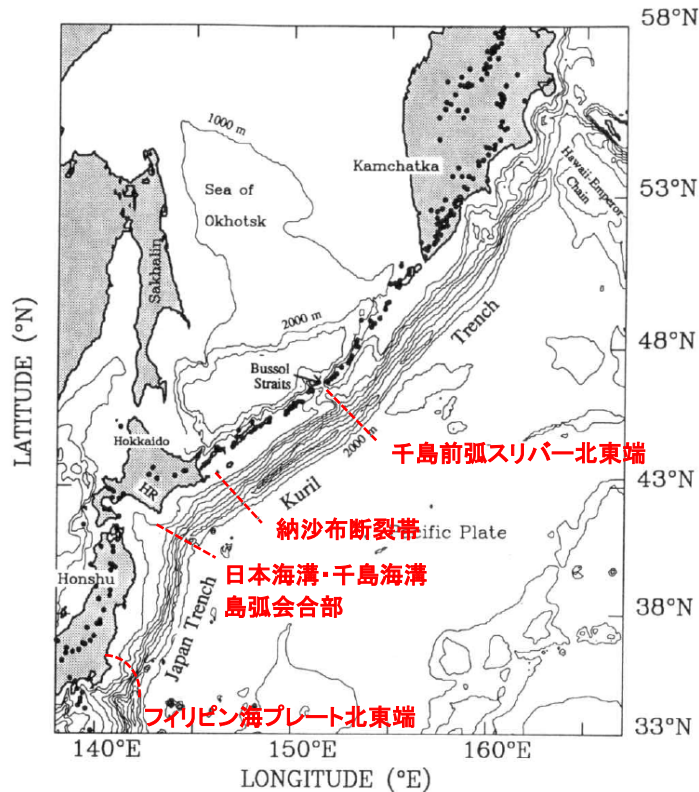 58°N
1000 m
Kamchatka
Sea of
Okhotsk
Hawaii-Emperor
Chain
53°N
Sakhalin
2000 m
Trench
48°N
Bussol
Straits
LATITUDE (°N)
Hokkaido
2000 m
千島前弧スリバー北東端
HR
Kuril
43°N
納沙布断裂帯
acific Plate
日本海溝・千島海溝
島弧会合部
Honshu
Japan Trench
38°N
フィリピン海プレート北東端
33°N
140°E
150°E
160°E
LONGITUDE (°E)